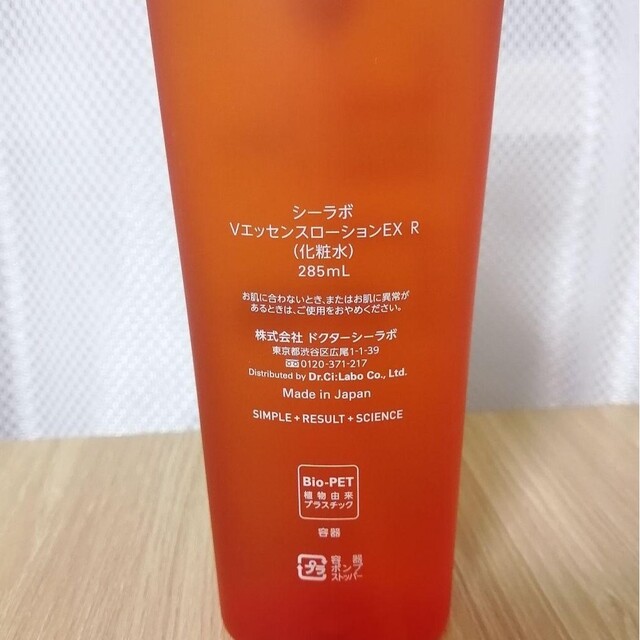 シーラボ
VエッセンスローションEX R
(化粧水)
285mL
お肌に合わないとき、またはお肌に異常が
あるときは、ご使用をおやめください。
株式会社 ドクターシーラボ
東京都渋谷区広尾1-1-39
0120-371-217
Distributed by Dr.Ci:Labo Co., Ltd.
Made in Japan
SIMPLE+RESULT+SCIENCE
Bio-PET
植物由来
プラスチック
容器
プラ
容器
ポンプ
ストッパー